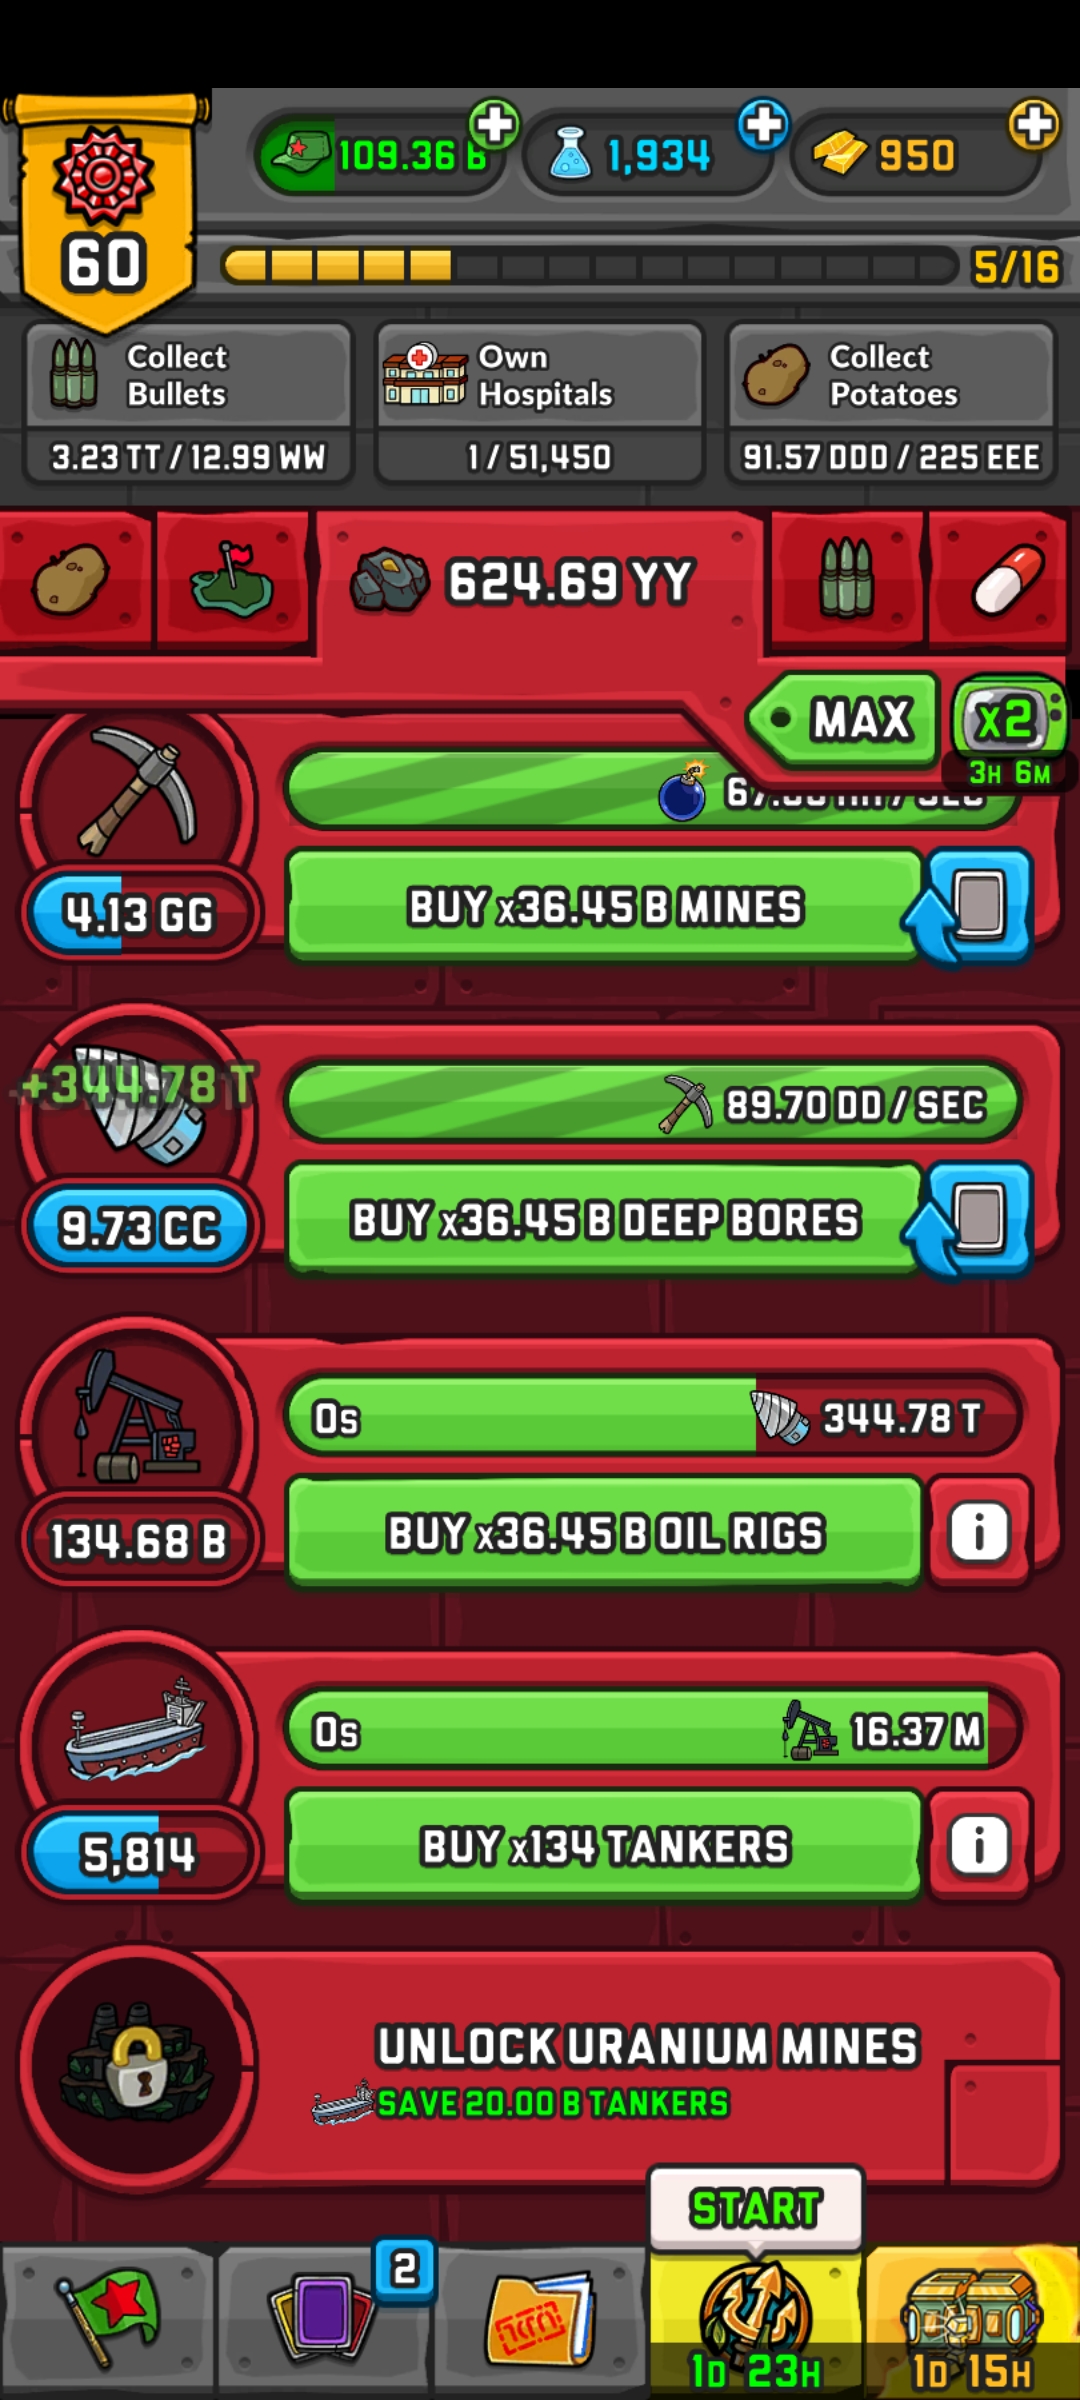 109.36 B
1,934
950
60
5/16
Collect
Bullets
3.23 TT / 12.99 WW
Own
Hospitals
1 / 51,450
Collect
Potatoes
91.57 DDD / 225 EEE
624.69 YY
MAX
x2
3H 6M
4.13 GG
BUY x36.45 B MINES
+344.78 T
89.70 DD / SEC
9.73 CC
BUY x36.45 B DEEP BORES
0s
344.78 T
134.68 B
BUY x36.45 B OIL RIGS
i
0s
16.37 M
5,814
BUY x134 TANKERS
i
UNLOCK URANIUM MINES
SAVE 20.00 B TANKERS
START
2
1D 23H
1D 15H